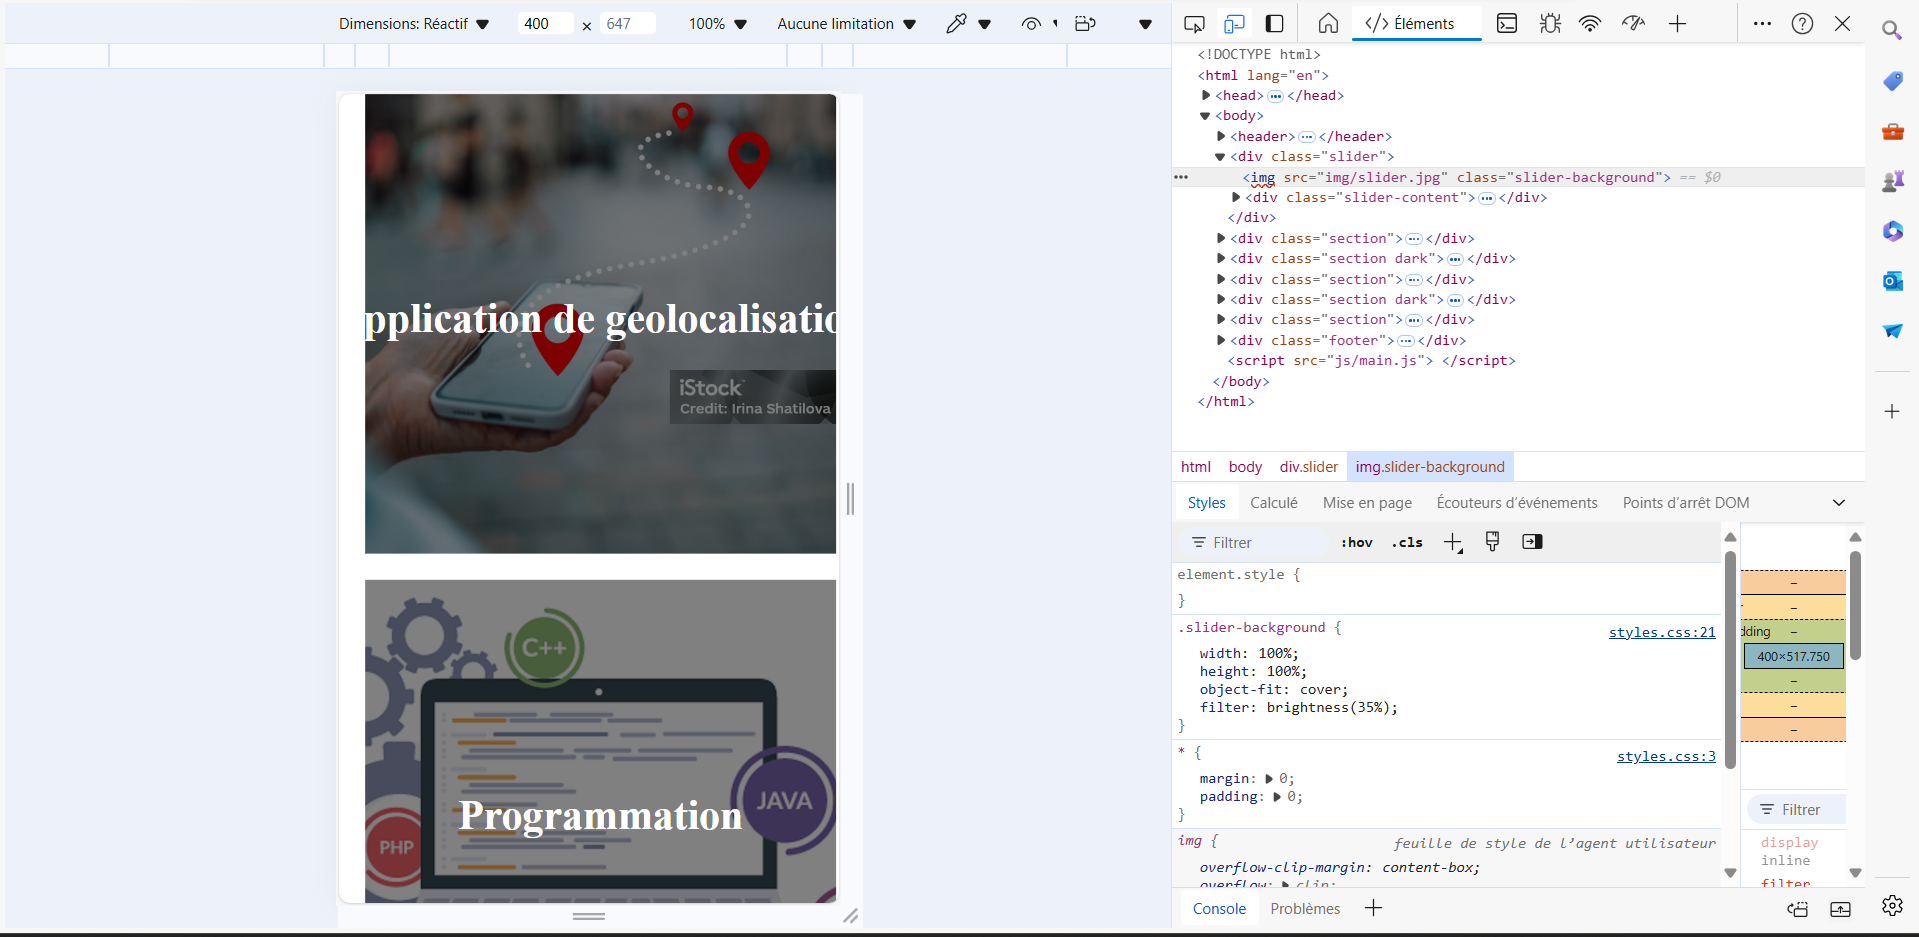 Dimensions: Réactif 400 × 647 100% Aucune limitation
pplication de geolocalisatio
iStock
Credit: Irina Shatilova
C++
JAVA
Programmation
PHP
</> Éléments
<!DOCTYPE html>
<html lang="en">
<head> ••• </head>
<body>
<header> ••• </header>
<div class="slider">
••• <img src="img/slider.jpg" class="slider-background"> == $0
<div class="slider-content"> ••• </div>
</div>
<div class="section"> ••• </div>
<div class="section dark"> ••• </div>
<div class="section"> ••• </div>
<div class="section dark"> ••• </div>
<div class="section"> ••• </div>
<div class="footer"> ••• </div>
<script src="js/main.js"> </script>
</body>
</html>
html body div.slider img.slider-background
Styles Calculé Mise en page Écouteurs d’événements Points d’arrêt DOM
Filtrer :hov .cls
element.style {
}
.slider-background { styles.css:21
width: 100%;
height: 100%;
object-fit: cover;
filter: brightness(35%);
}
* { styles.css:3
margin: 0;
padding: 0;
}
img { feuille de style de l’agent utilisateur
overflow-clip-margin: content-box;
overflow: clip;
–
–
dding –
400×517.750
–
–
–
Filtrer
display
inline
filter
Console Problèmes